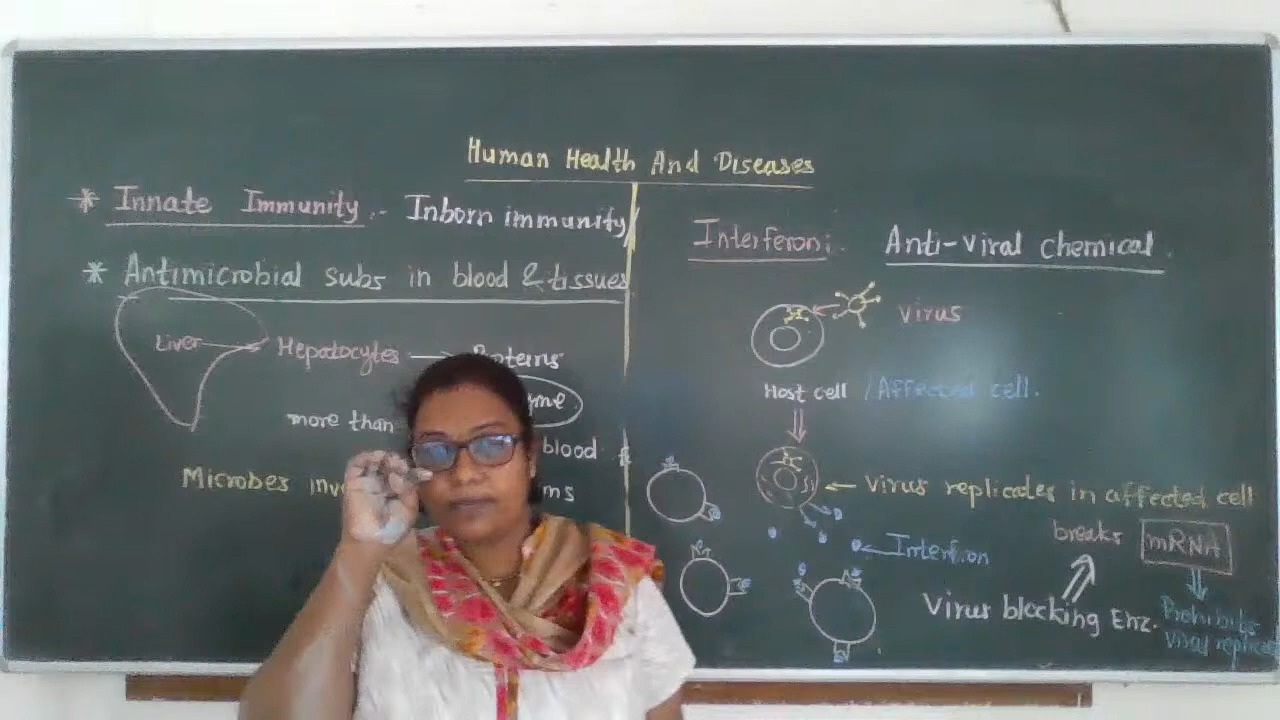 Human Health And Diseases
* Innate Immunity :- Inborn immunity
* Antimicrobial subs in blood & tissues
Liver Hepatocytes Proteins
more than
blood
Microbes
Interferon: Anti-Viral chemical.
virus
Host cell / Affected cell.
Virus replicates in affected cell
breaks mRNA
Virus blocking Enz.
Prohibits
viral